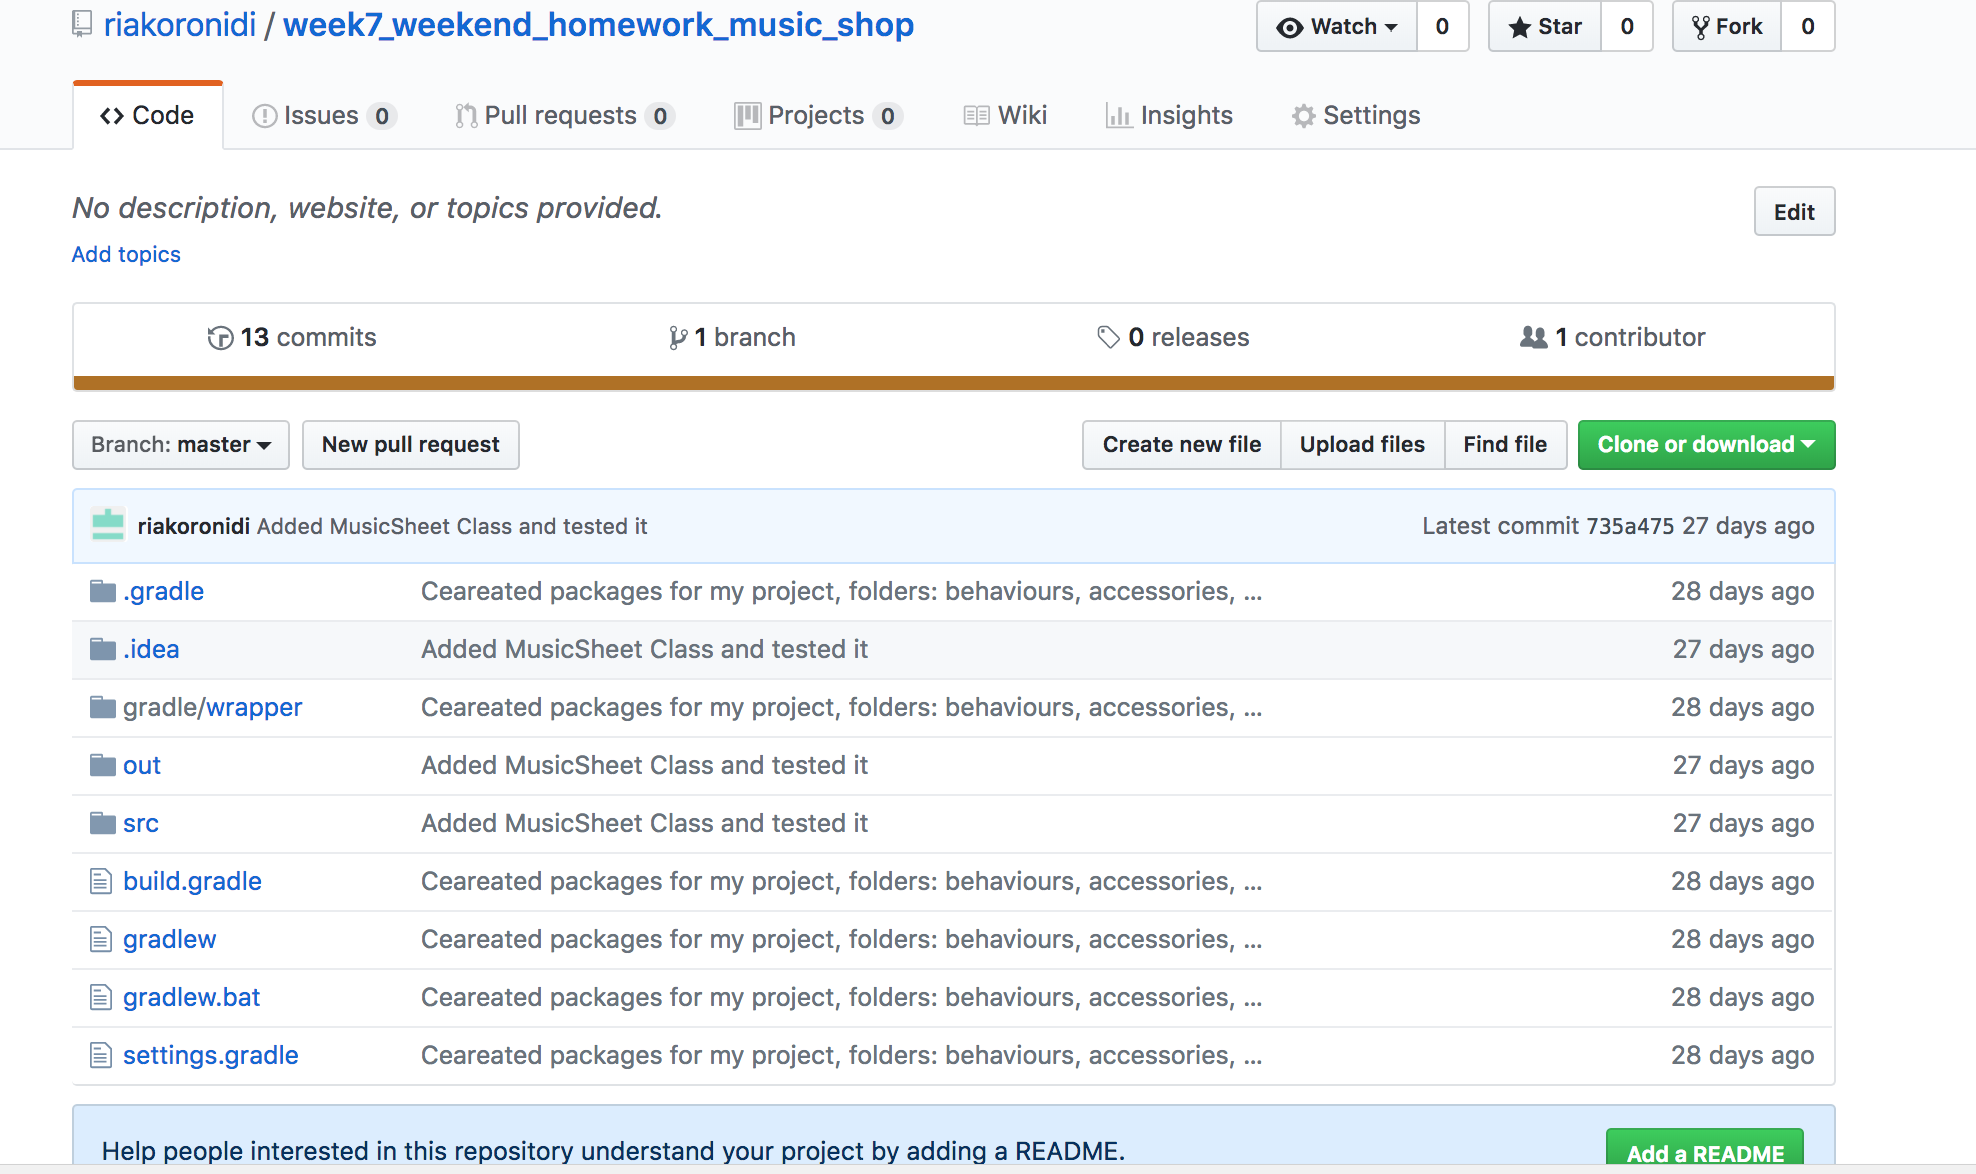 riakoronidi / week7_weekend_homework_music_shop Watch 0 Star 0 Fork 0
Code Issues 0 Pull requests 0 Projects 0 Wiki Insights Settings
No description, website, or topics provided. Edit
Add topics
13 commits 1 branch 0 releases 1 contributor
Branch: master New pull request Create new file Upload files Find file Clone or download
riakoronidi Added MusicSheet Class and tested it Latest commit 735a475 27 days ago
.gradle Ceareated packages for my project, folders: behaviours, accessories, ... 28 days ago
.idea Added MusicSheet Class and tested it 27 days ago
gradle/wrapper Ceareated packages for my project, folders: behaviours, accessories, ... 28 days ago
out Added MusicSheet Class and tested it 27 days ago
src Added MusicSheet Class and tested it 27 days ago
build.gradle Ceareated packages for my project, folders: behaviours, accessories, ... 28 days ago
gradlew Ceareated packages for my project, folders: behaviours, accessories, ... 28 days ago
gradlew.bat Ceareated packages for my project, folders: behaviours, accessories, ... 28 days ago
settings.gradle Ceareated packages for my project, folders: behaviours, accessories, ... 28 days ago
Help people interested in this repository understand your project by adding a README. Add a README